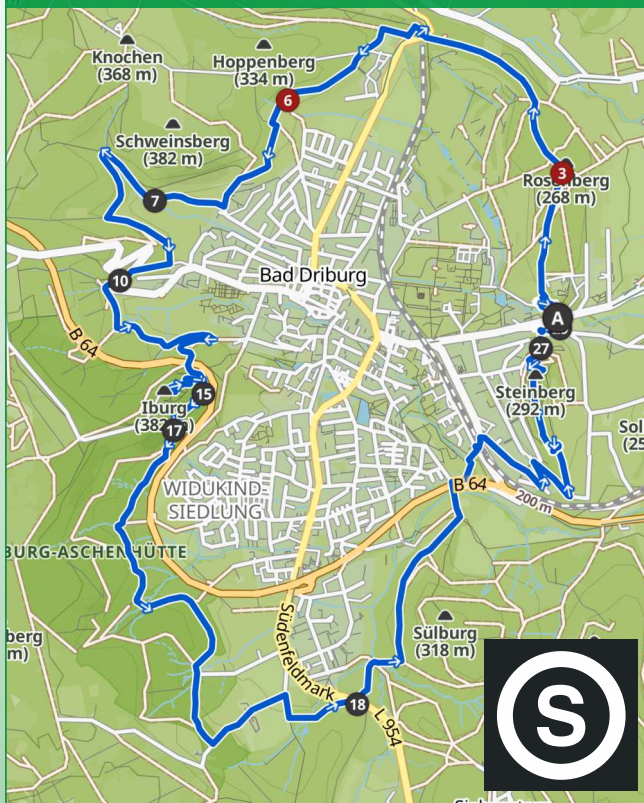 Knochen
(368 m)
Hoppenberg
(334 m)
6
Schweinsberg
(382 m)
3
(268 m)
7
Bad Driburg
10
A
27
B 64
Steinberg
(292 m)
15
Iburg
17
B 64
200 m
WIDUKIND-
SIEDLUNG
BURG-ASCHENHÜTTE
Südenfeldmark
Sülburg
(318 m)
berg
m)
18
L 954
S